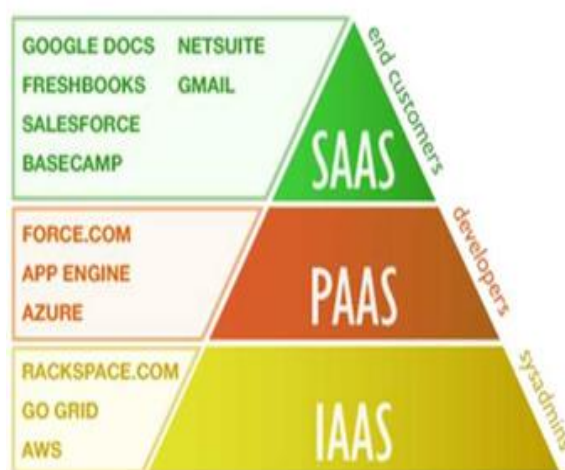 GOOGLE DOCS NETSUITE
FRESHBOOKS GMAIL
SALESFORCE
BASECAMP
SAAS
end customers
FORCE.COM
APP ENGINE
AZURE
PAAS
developers
RACKSPACE.COM
GO GRID
AWS
IAAS
sysadmins